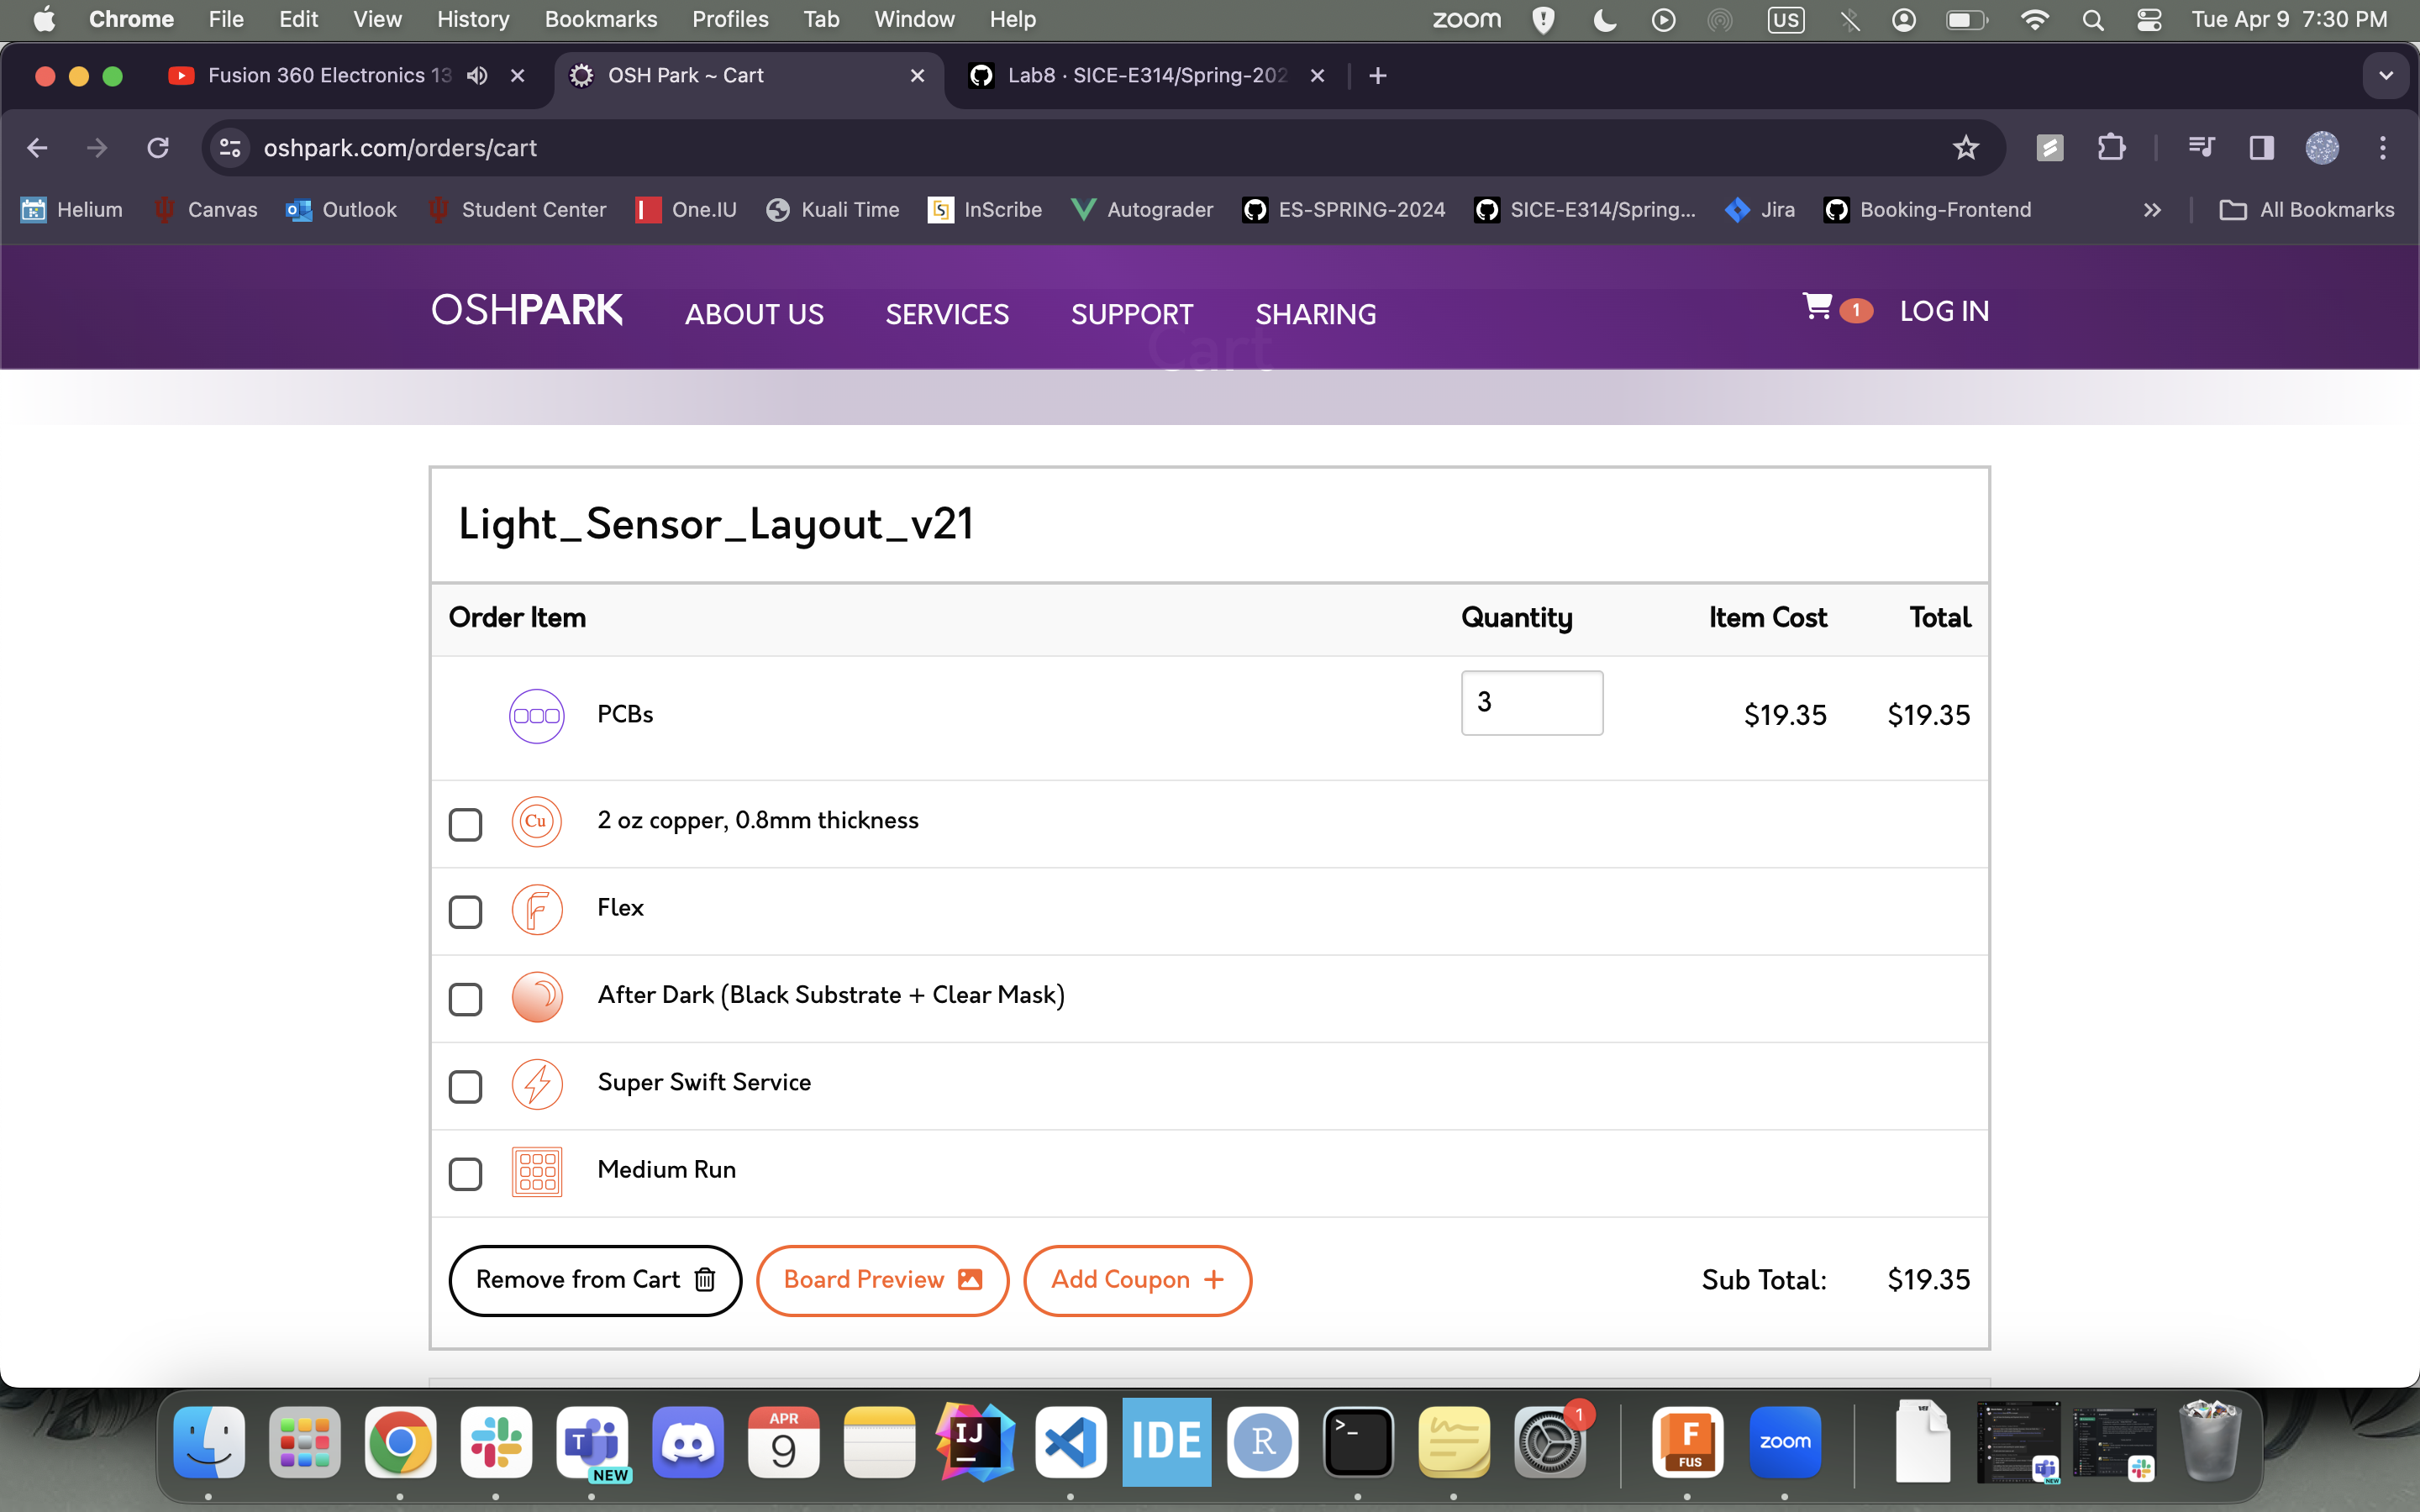 Chrome File Edit View History Bookmarks Profiles Tab Window Help zoom US Tue Apr 9 7:30 PM
Fusion 360 Electronics 13 OSH Park ~ Cart Lab8 · SICE-E314/Spring-202
oshpark.com/orders/cart
Helium Canvas Outlook Student Center One.IU Kuali Time InScribe Autograder ES-SPRING-2024 SICE-E314/Spring... Jira Booking-Frontend » All Bookmarks
OSHPARK ABOUT US SERVICES SUPPORT SHARING 1 LOG IN
Cart
Light_Sensor_Layout_v21
Order Item Quantity Item Cost Total
PCBs 3 $19.35 $19.35
Cu 2 oz copper, 0.8mm thickness
F Flex
After Dark (Black Substrate + Clear Mask)
Super Swift Service
Medium Run
Remove from Cart Board Preview Add Coupon + Sub Total: $19.35
T NEW APR 9 IJ IDE R >_ 1 F FUS zoom